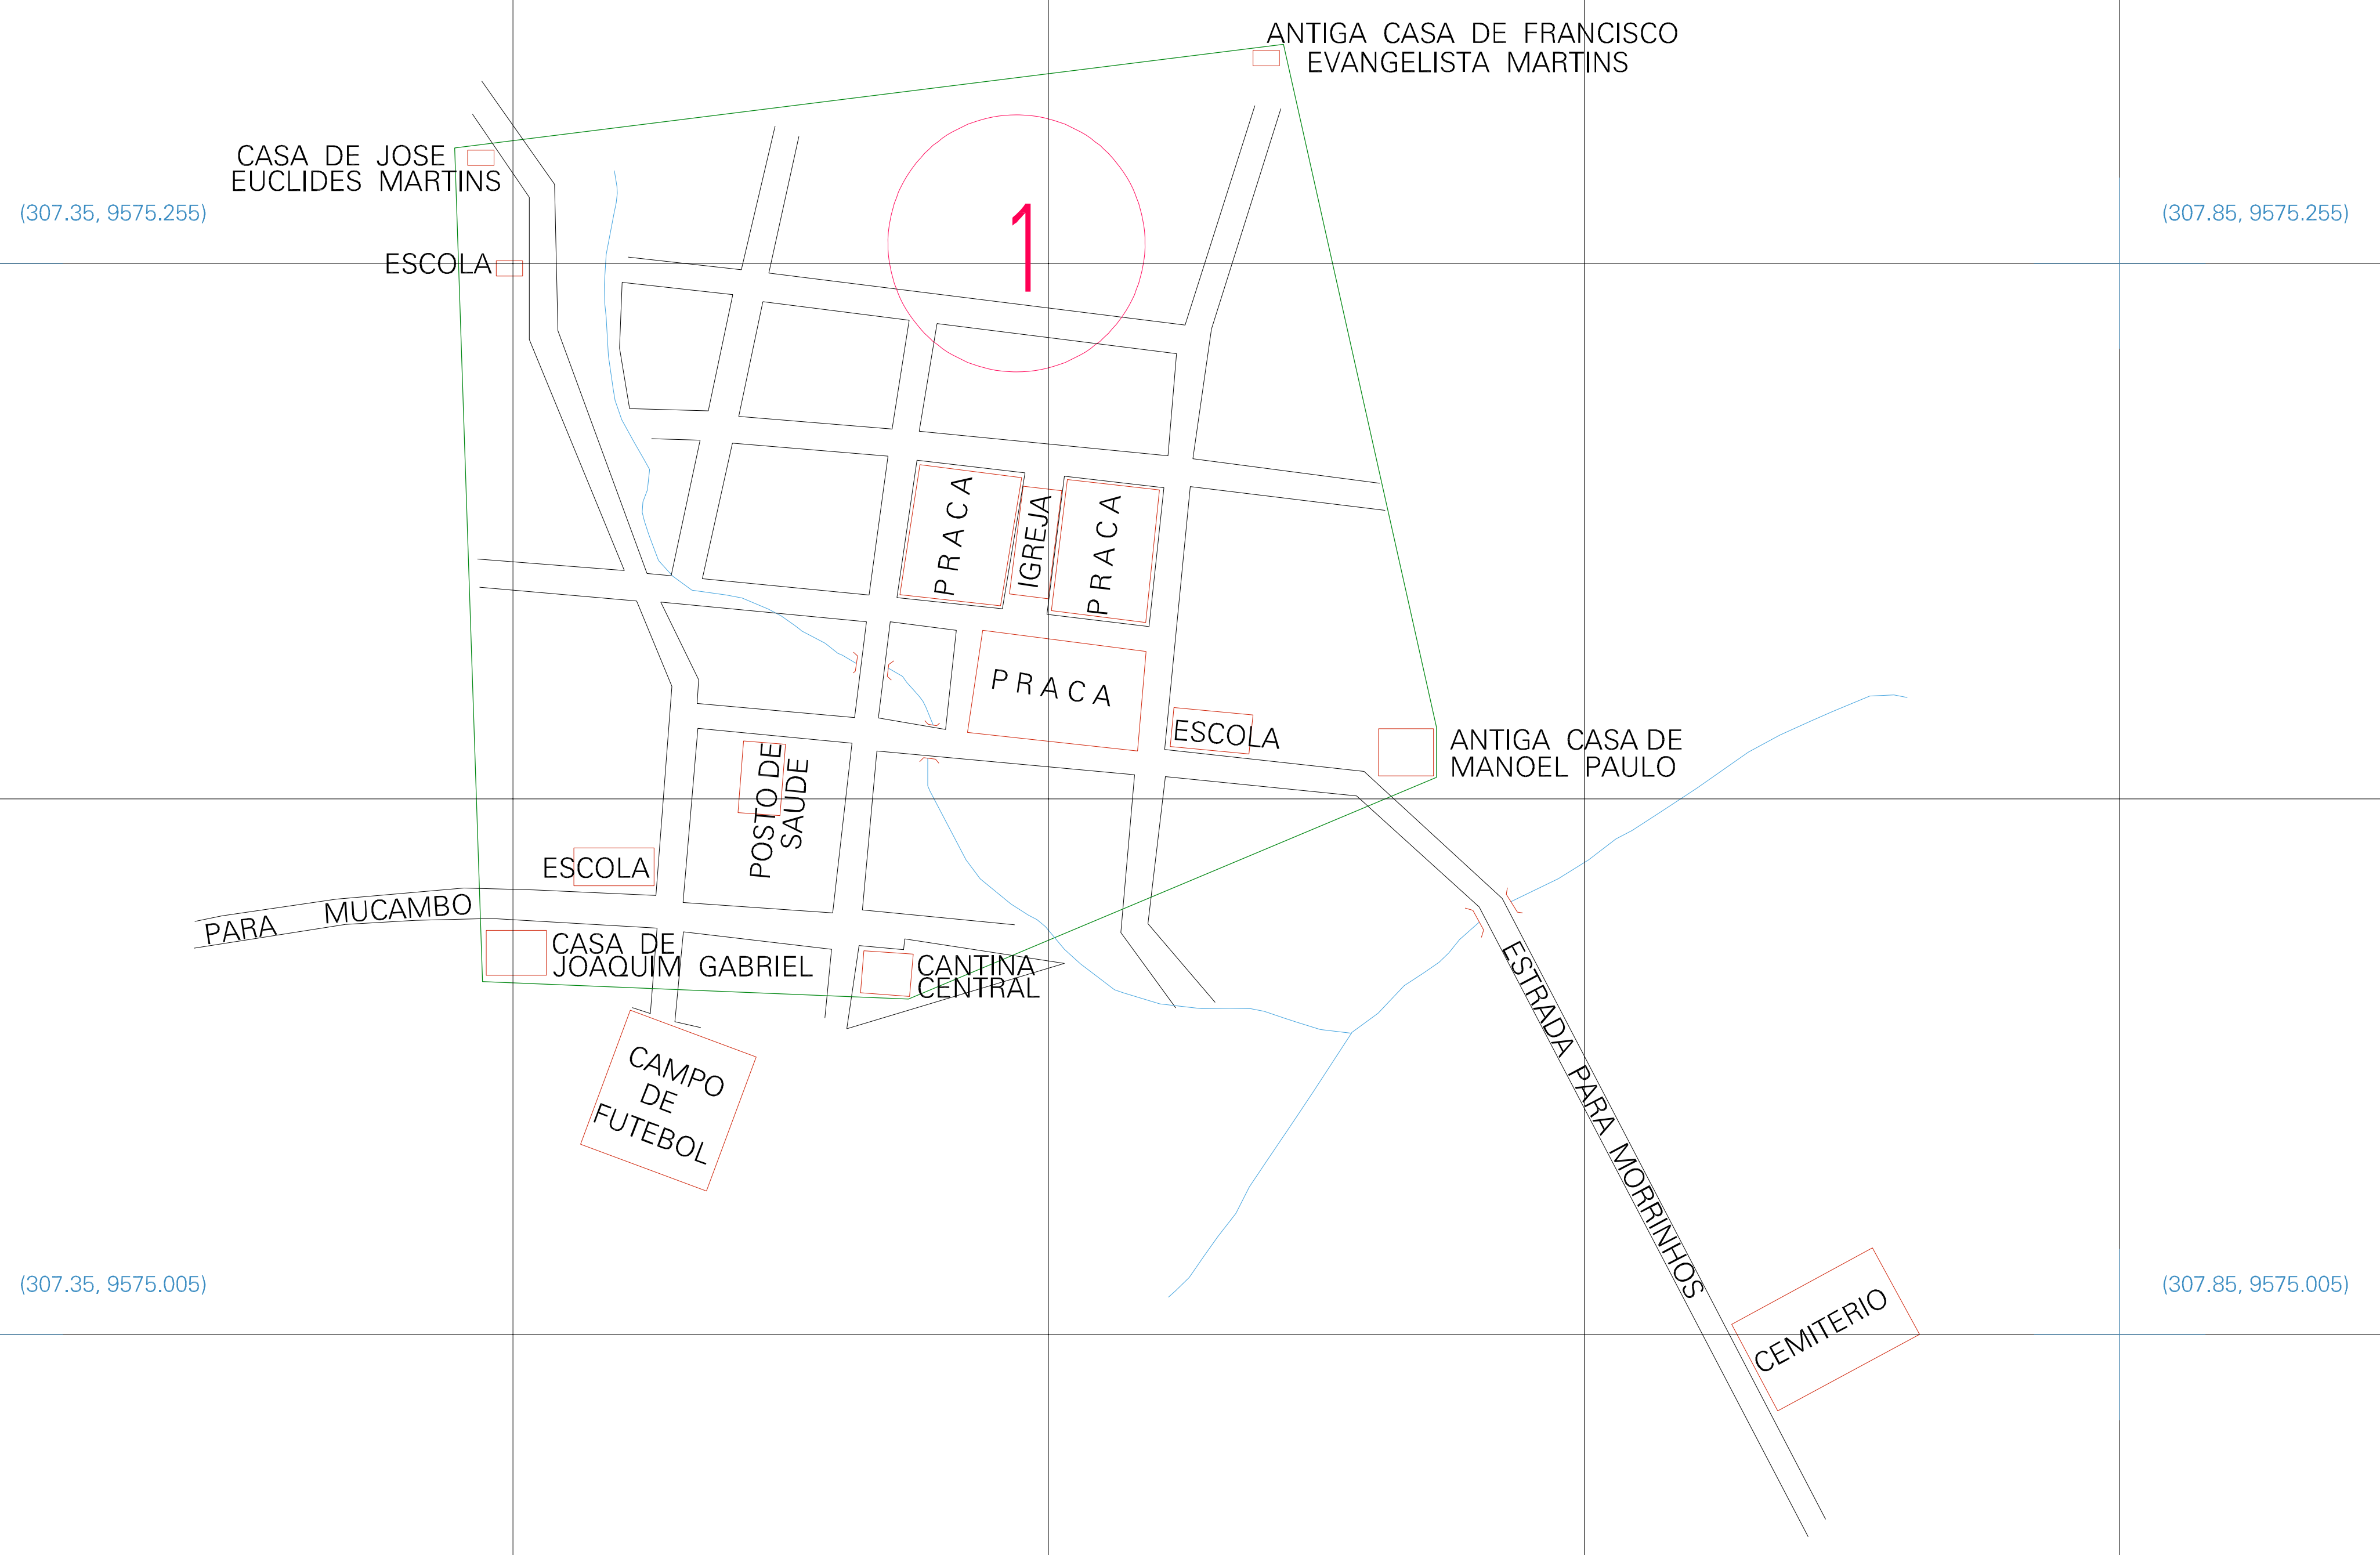 ANTIGA CASA DE FRANCISCO
EVANGELISTA MARTINS
CASA DE JOSE
EUCLIDES MARTINS
(307.35, 9575.255)
1
(307.85, 9575.255)
ESCOLA
PRACA
IGREJA
PRACA
PRACA
ESCOLA
ANTIGA CASA DE
MANOEL PAULO
POSTO DE
SAUDE
ESCOLA
PARA MUCAMBO
CASA DE
JOAQUIM GABRIEL
CANTINA
CENTRAL
CAMPO
DE
FUTEBOL
ESTRADA PARA MORRINHOS
(307.35, 9575.005)
(307.85, 9575.005)
CEMITERIO